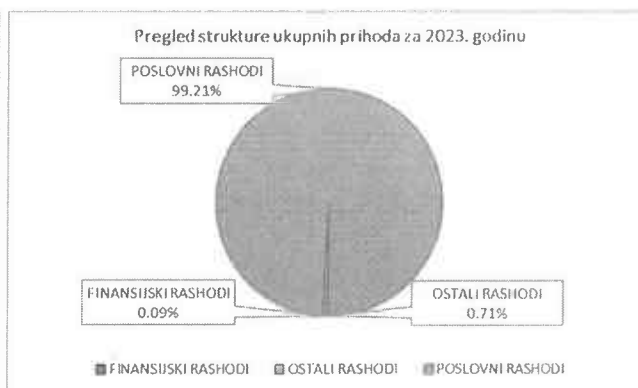 Pregled strukture ukupnih prihoda za 2023. godinu
POSLOVNI RASHODI
99.21%
FINANSIJSKI RASHODI
0.09%
OSTALI RASHODI
0.71%
FINANSIJSKI RASHODI OSTALI RASHODI POSLOVNI RASHODI